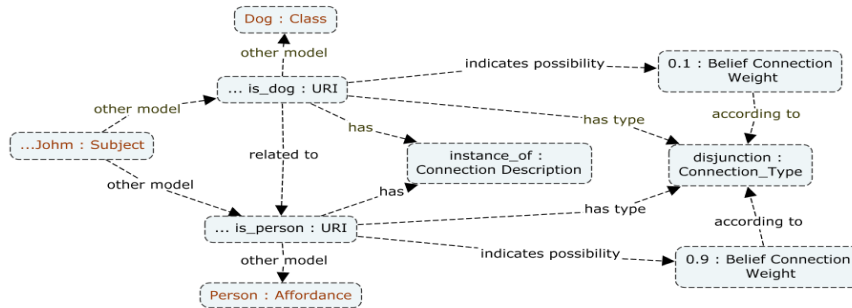 Dog : Class
other model
indicates possibility
0.1 : Belief Connection
Weight
... is_dog : URI
other model
has type
according to
has
...Johm : Subject
related to
instance_of :
Connection Description
disjunction :
Connection_Type
other model
has
has type
according to
... is_person : URI
indicates possibility
other model
0.9 : Belief Connection
Weight
Person : Affordance